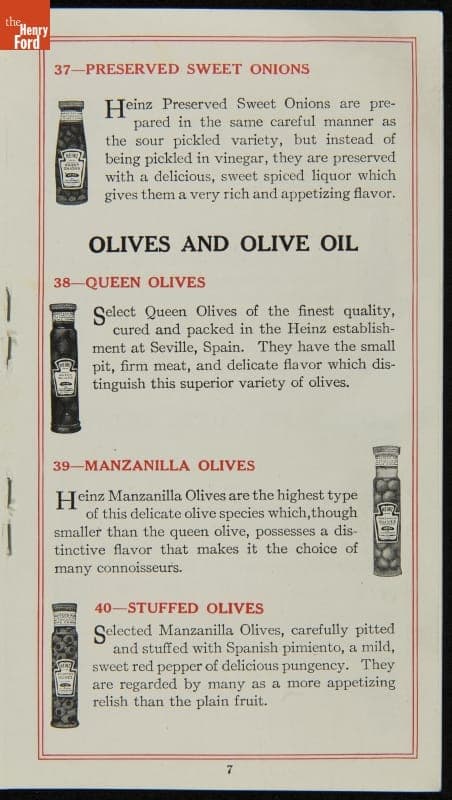 the
Henry
Ford
37—PRESERVED SWEET ONIONS
Heinz Preserved Sweet Onions are pre-
pared in the same careful manner as
the sour pickled variety, but instead of
being pickled in vinegar, they are preserved
with a delicious, sweet spiced liquor which
gives them a very rich and appetizing flavor.
OLIVES AND OLIVE OIL
38—QUEEN OLIVES
Select Queen Olives of the finest quality,
cured and packed in the Heinz establish-
ment at Seville, Spain. They have the small
pit, firm meat, and delicate flavor which dis-
tinguish this superior variety of olives.
39—MANZANILLA OLIVES
Heinz Manzanilla Olives are the highest type
of this delicate olive species which, though
smaller than the queen olive, possesses a dis-
tinctive flavor that makes it the choice of
many connoisseurs.
40—STUFFED OLIVES
Selected Manzanilla Olives, carefully pitted
and stuffed with Spanish pimiento, a mild,
sweet red pepper of delicious pungency. They
are regarded by many as a more appetizing
relish than the plain fruit.
7